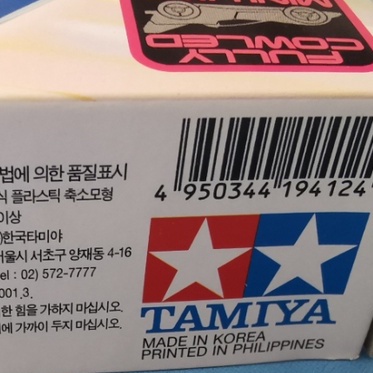 FULLY
COWLED
MINI
법에 의한 품질표시
식 플라스틱 축소모형
이상
)한국타미야
서울시 서초구 양재동 4-16
el : 02) 572-7777
001.3.
한 힘을 가하지 마십시오.
에 가까이 두지 마십시오.
4 950344 194124
TAMIYA
MADE IN KOREA
PRINTED IN PHILIPPINES